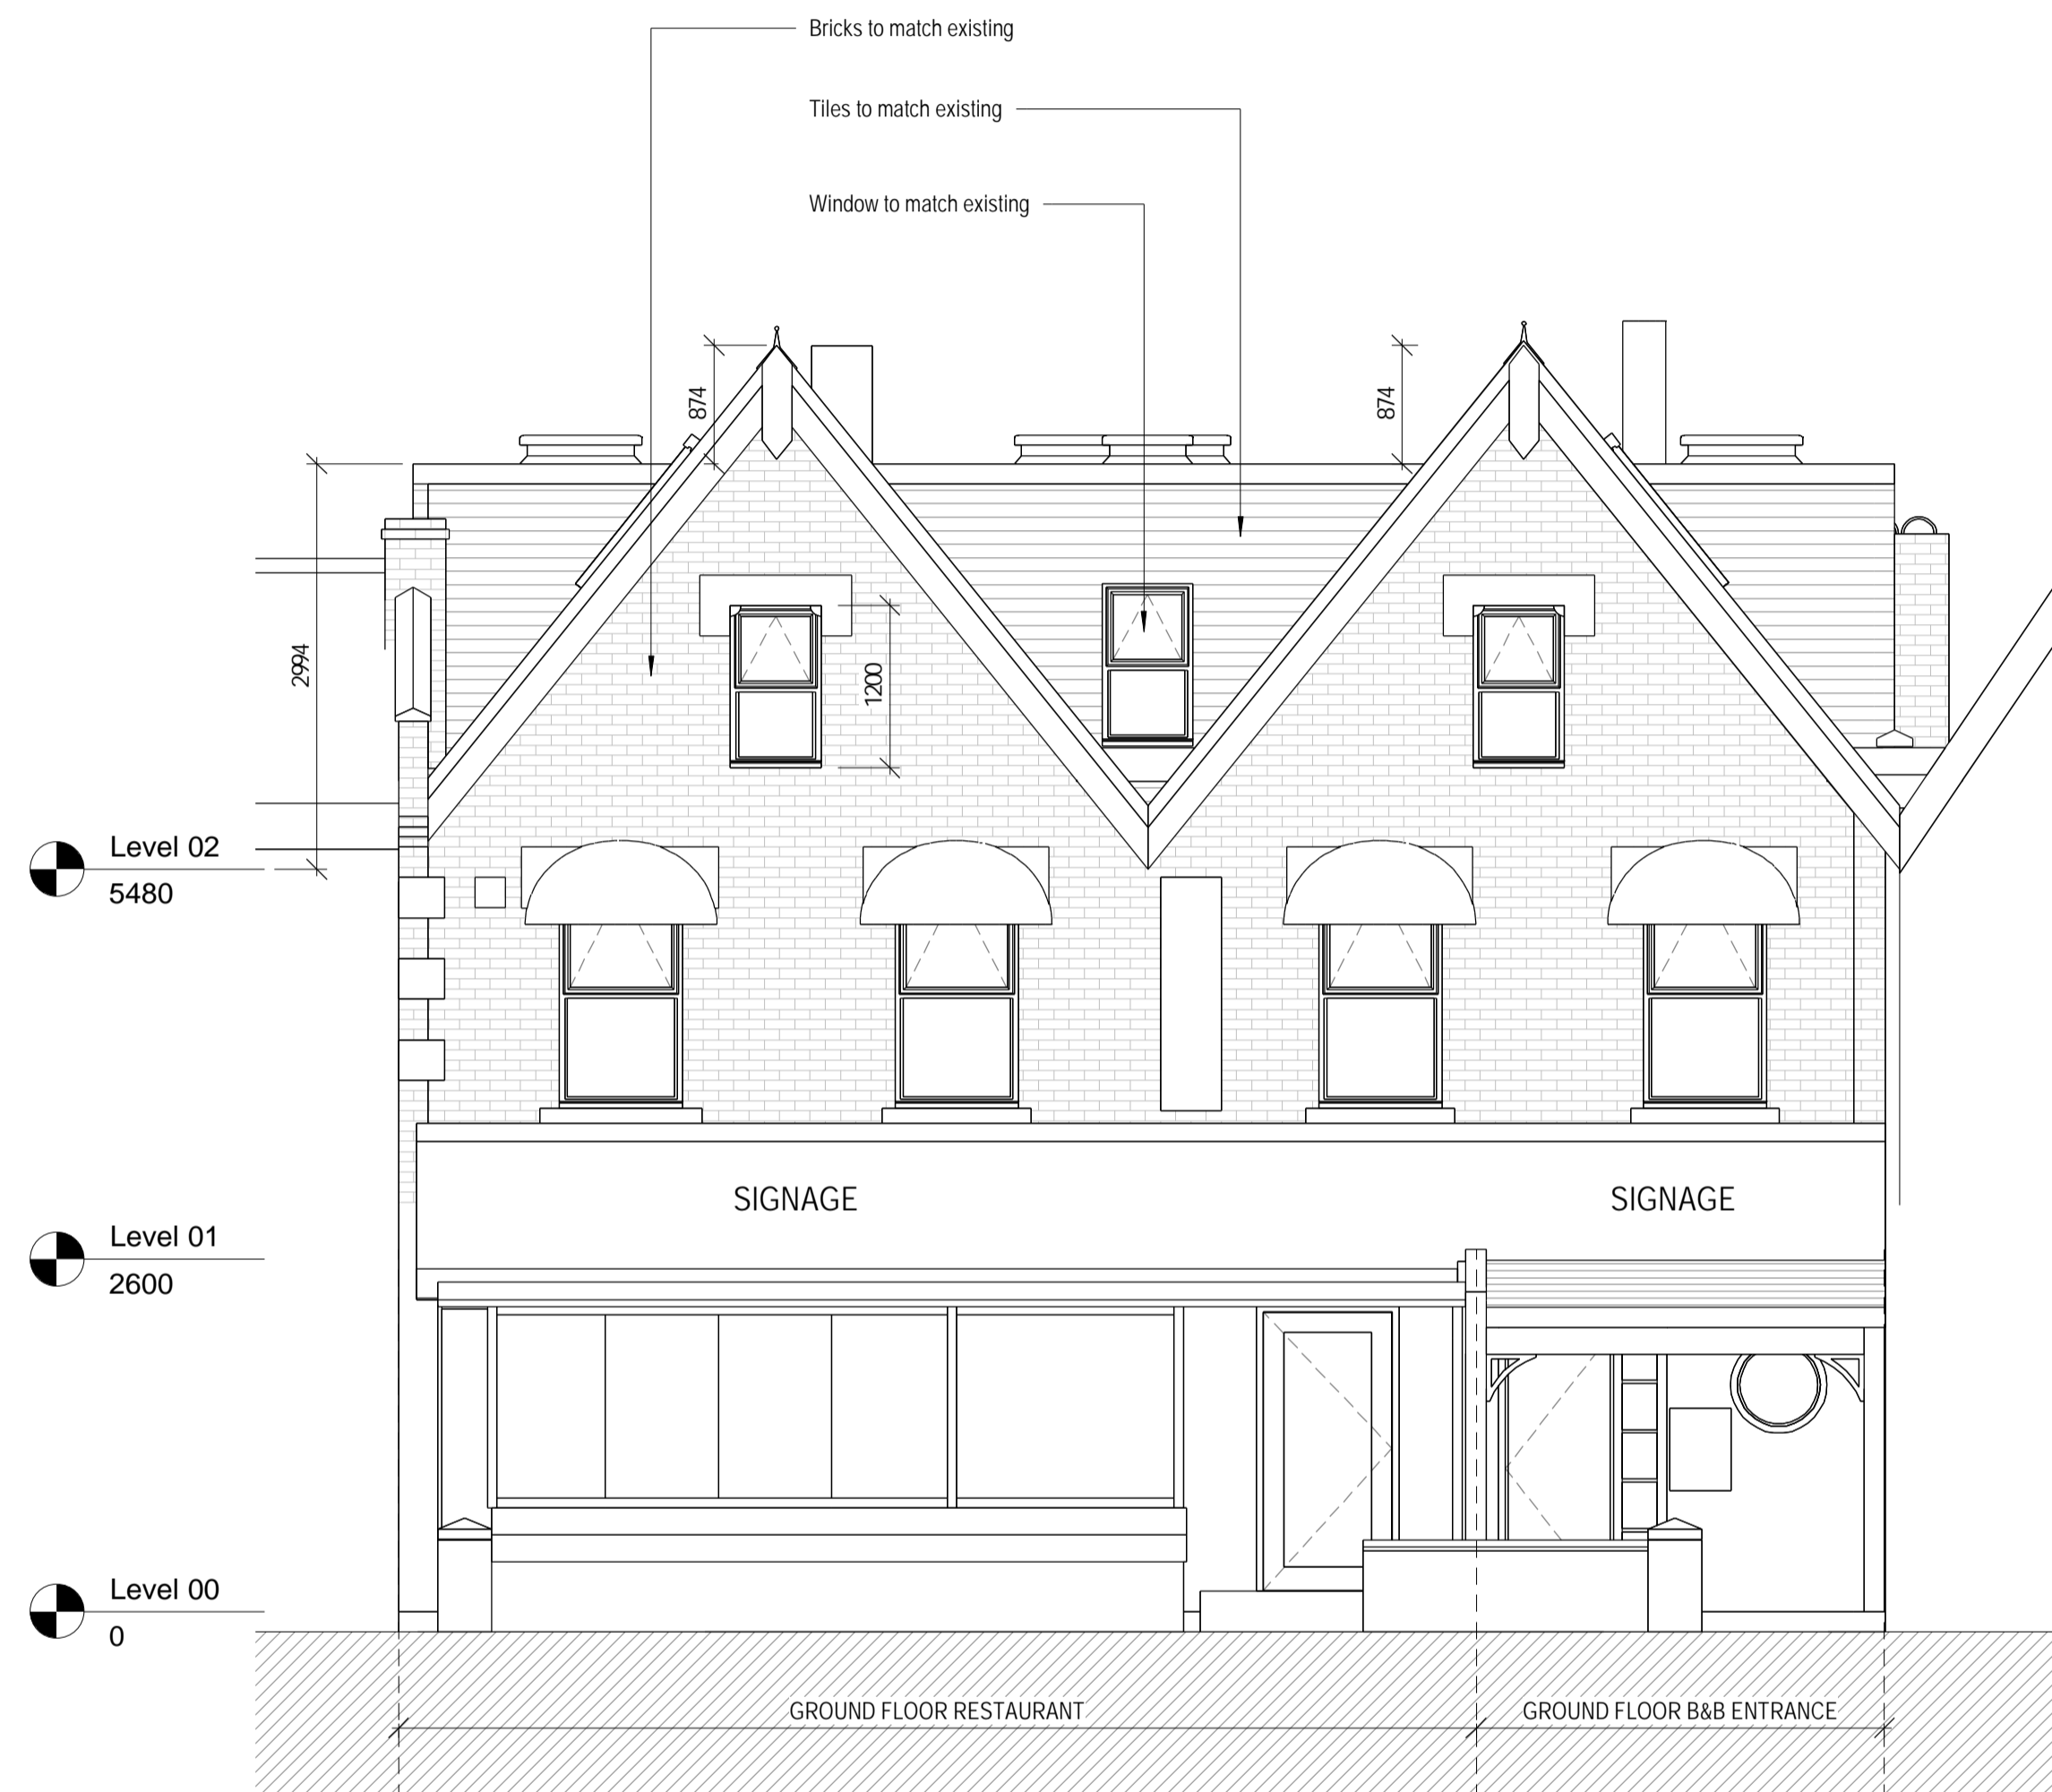 Bricks to match existing
Tiles to match existing
Window to match existing
874
874
2994
1200
Level 02
5480
SIGNAGE
SIGNAGE
Level 01
2600
Level 00
0
GROUND FLOOR RESTAURANT
GROUND FLOOR B&B ENTRANCE